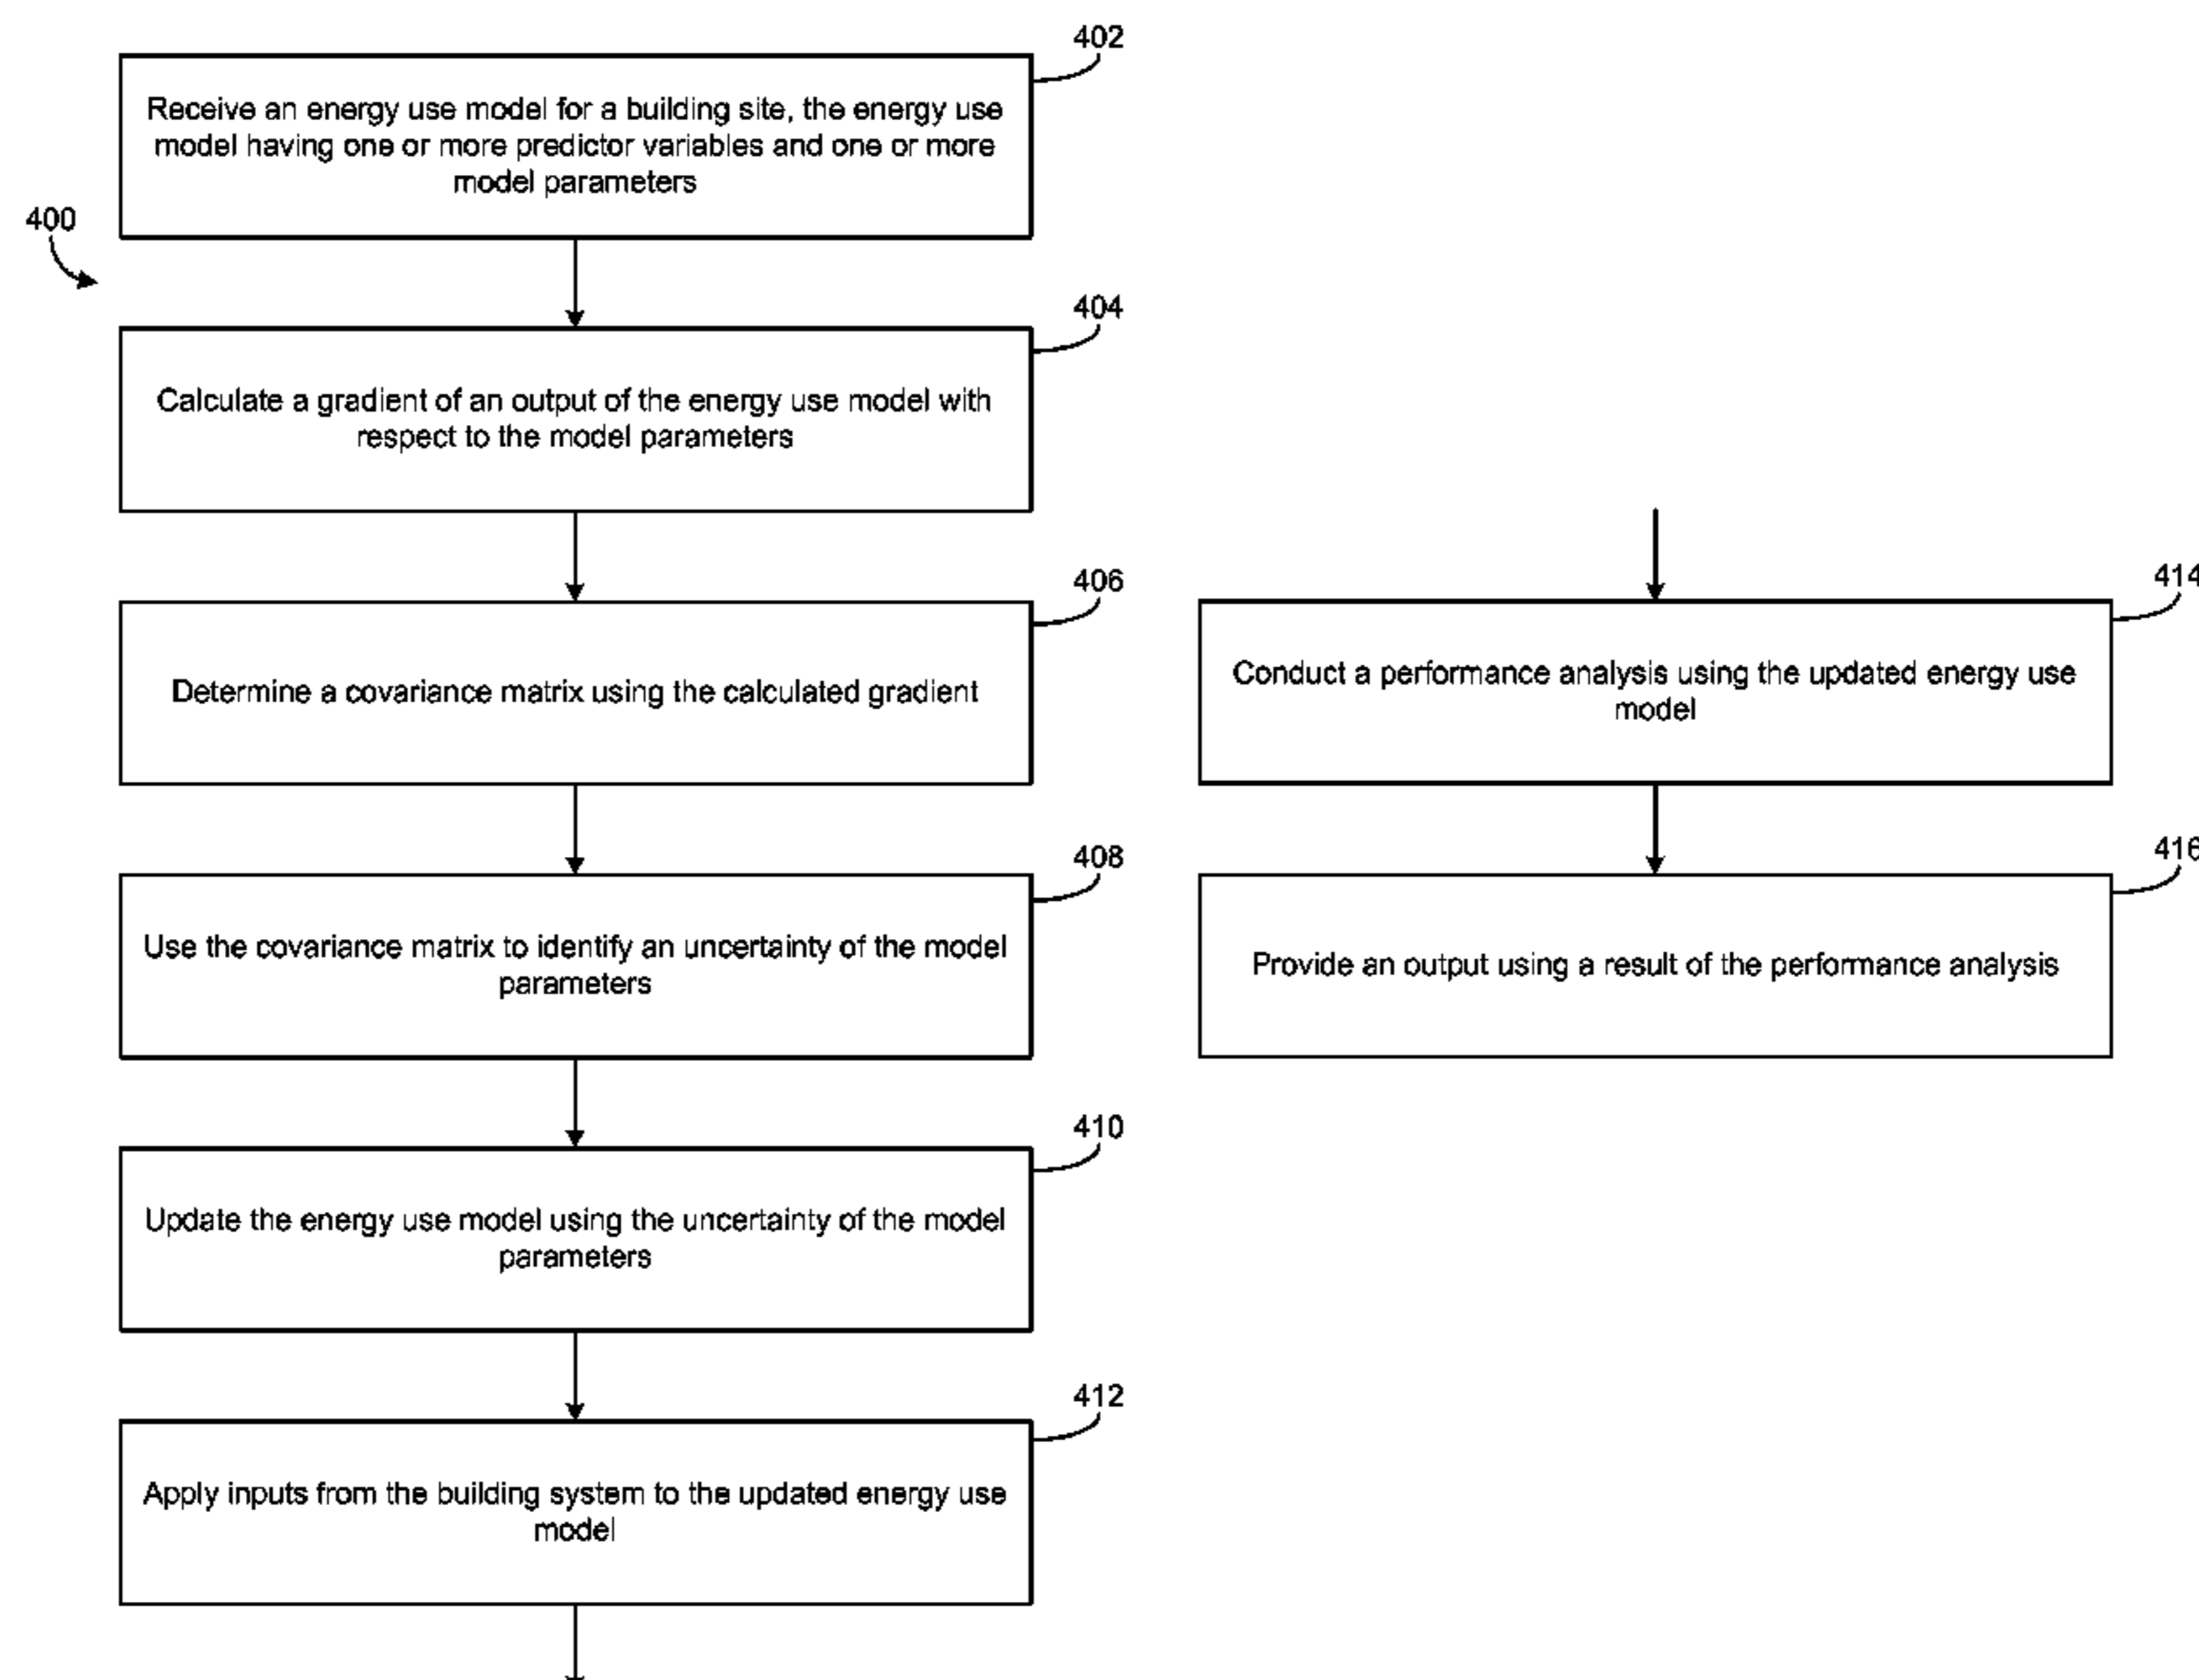 402
Receive an energy use model for a building site, the energy use
model having one or more predictor variables and one or more
model parameters
400
404
Calculate a gradient of an output of the energy use model with
respect to the model parameters
406
Determine a covariance matrix using the calculated gradient
408
Use the covariance matrix to identify an uncertainty of the model
parameters
410
Update the energy use model using the uncertainty of the model
parameters
412
Apply inputs from the building system to the updated energy use
model
414
Conduct a performance analysis using the updated energy use
model
416
Provide an output using a result of the performance analysis